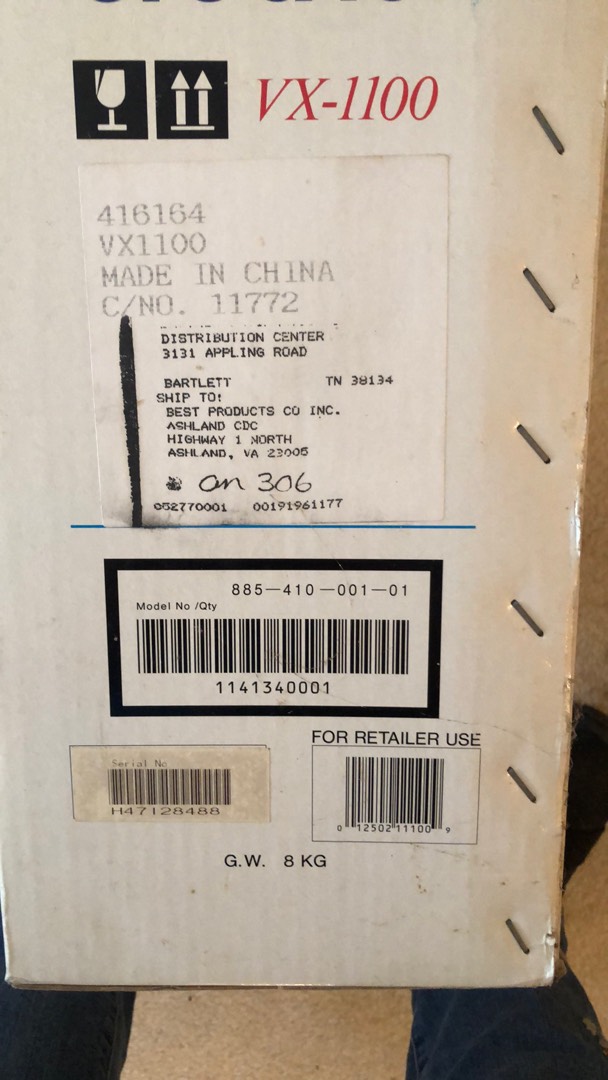 VX-1100
416164
VX1100
MADE IN CHINA
C/NO. 11772
DISTRIBUTION CENTER
3131 APPLING ROAD
BARTLETT TN 38134
SHIP TO:
BEST PRODUCTS CO INC.
ASHLAND CDC
HIGHWAY 1 NORTH
ASHLAND, VA 23005
an 306
052770001 00191961177
885-410-001-01
Model No /Qty
1141340001
FOR RETAILER USE
Serial No
H47128488
0 12502 11100 9
G.W. 8 KG